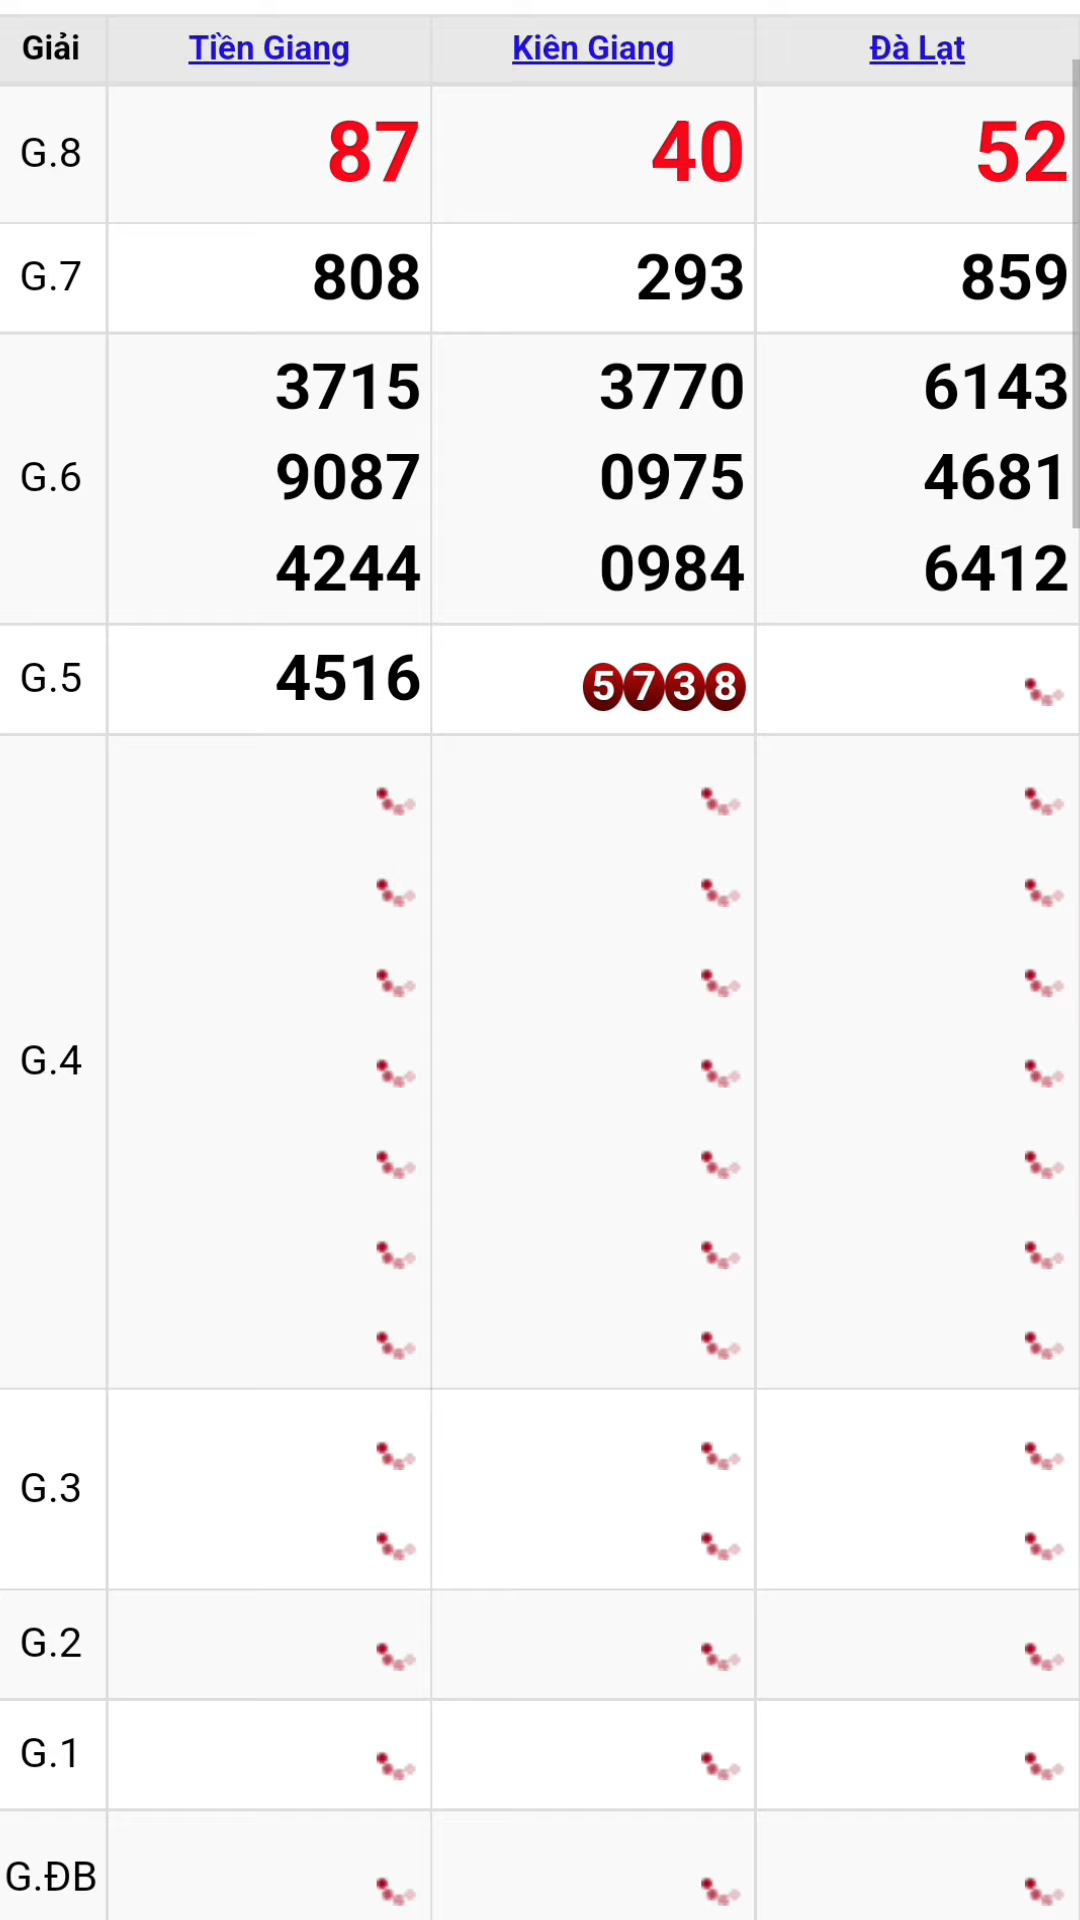 Giải Tiền Giang Kiên Giang Đà Lạt
G.8 87 40 52
G.7 808 293 859
3715 3770 6143
G.6 9087 0975 4681
4244 0984 6412
G.5 4516 5738
G.4
G.3
G.2
G.1
G.ĐB